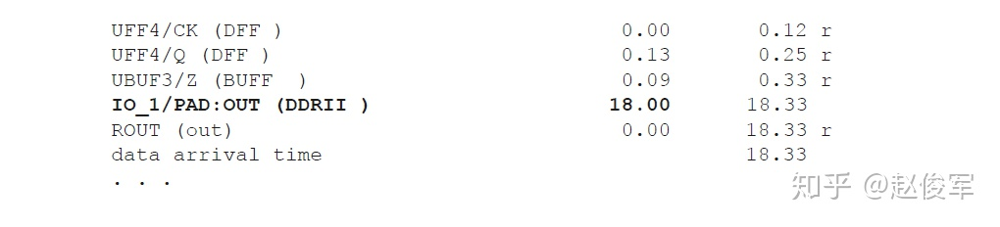 UFF4/CK (DFF ) 0.00 0.12 r
UFF4/Q (DFF ) 0.13 0.25 r
UBUF3/Z (BUFF  ) 0.09 0.33 r
IO_1/PAD:OUT (DDRII ) 18.00 18.33
ROUT (out) 0.00 18.33 r
data arrival time 18.33
. . .
知乎 @赵俊军